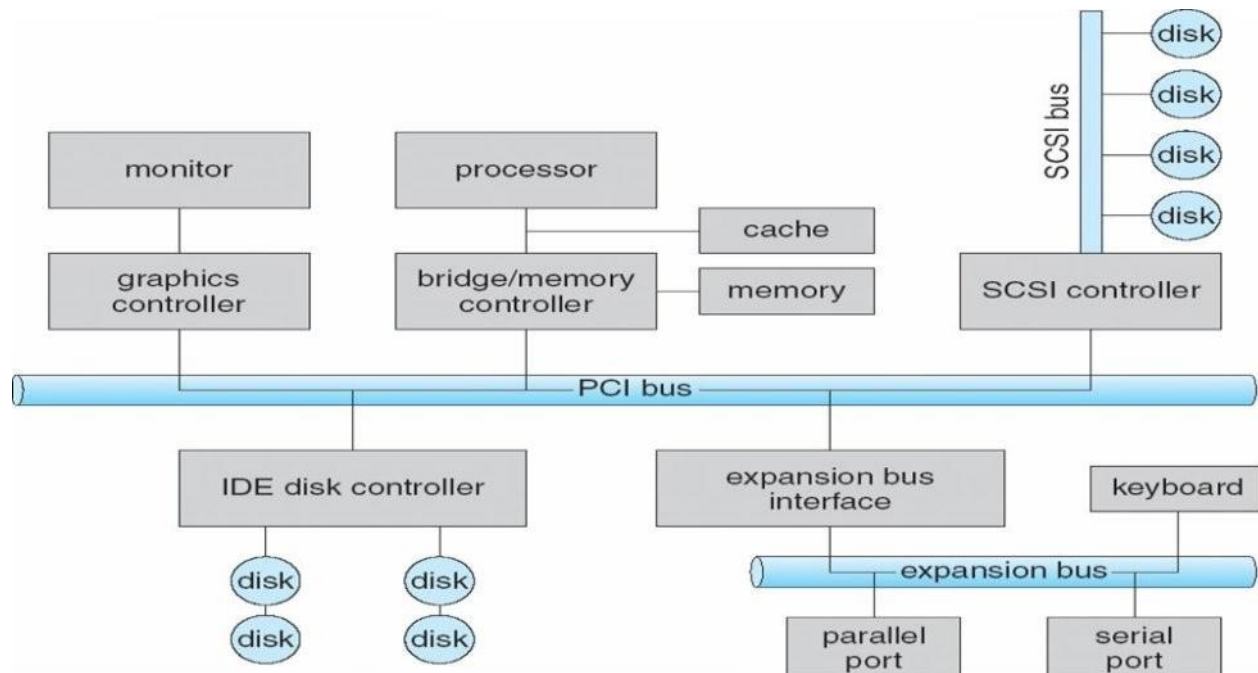 disk
disk
disk
disk
SCSI bus
monitor
processor
cache
graphics
controller
bridge/memory
controller
memory
SCSI controller
PCI bus
IDE disk controller
expansion bus
interface
keyboard
disk
disk
expansion bus
disk
disk
parallel
port
serial
port